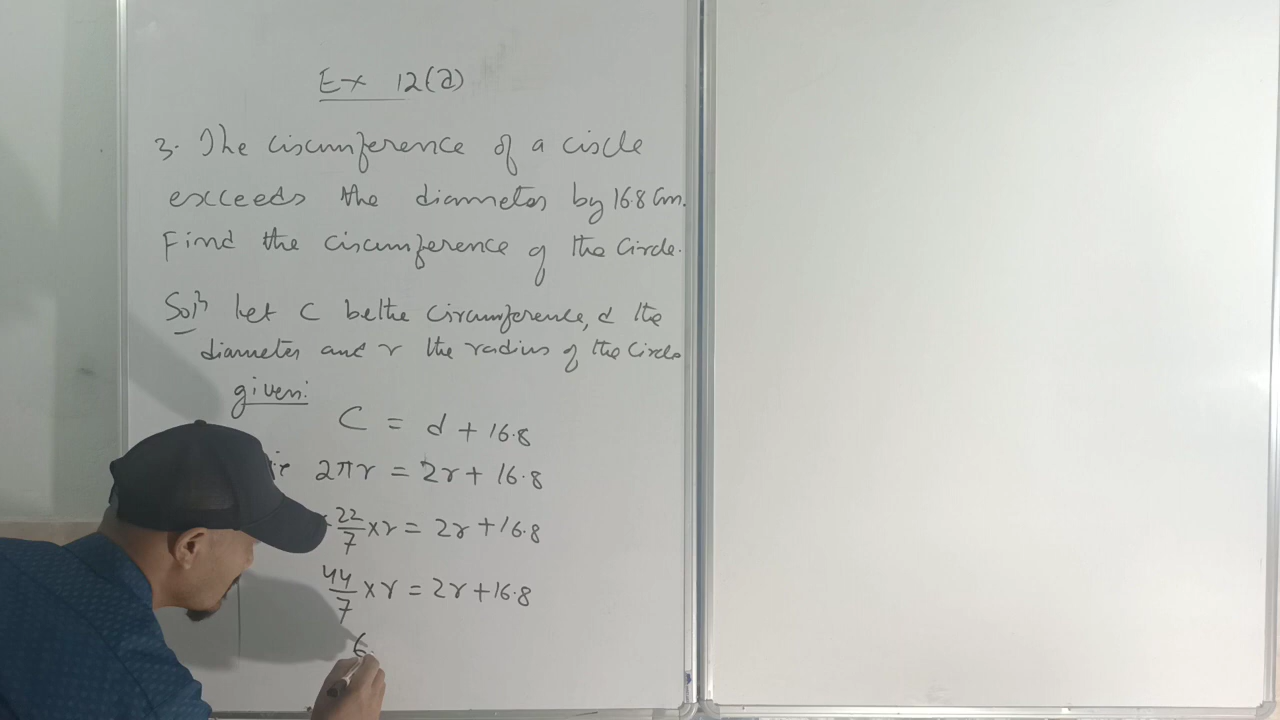 Ex 12(a)
3. The circumference of a circle
exceeds the diameter by 16.8 Cm.
Find the circumference of the Circle.
Solⁿ Let C be the circumference, d the
diameter and r the radius of the Circle
given:
C = d + 16.8
ie 2πr = 2r + 16.8
22/7 × r = 2r + 16.8
44/7 × r = 2r + 16.8
6